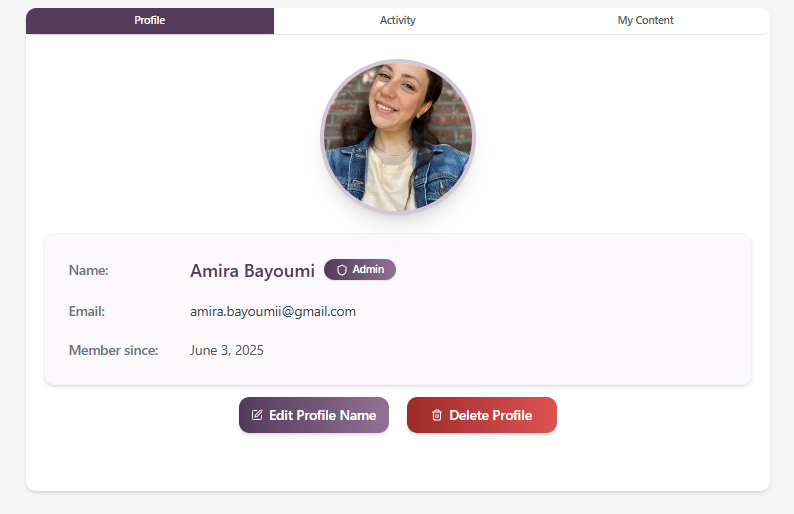 Profile Activity My Content
Name: Amira Bayoumi Admin
Email: amira.bayoumii@gmail.com
Member since: June 3, 2025
Edit Profile Name Delete Profile